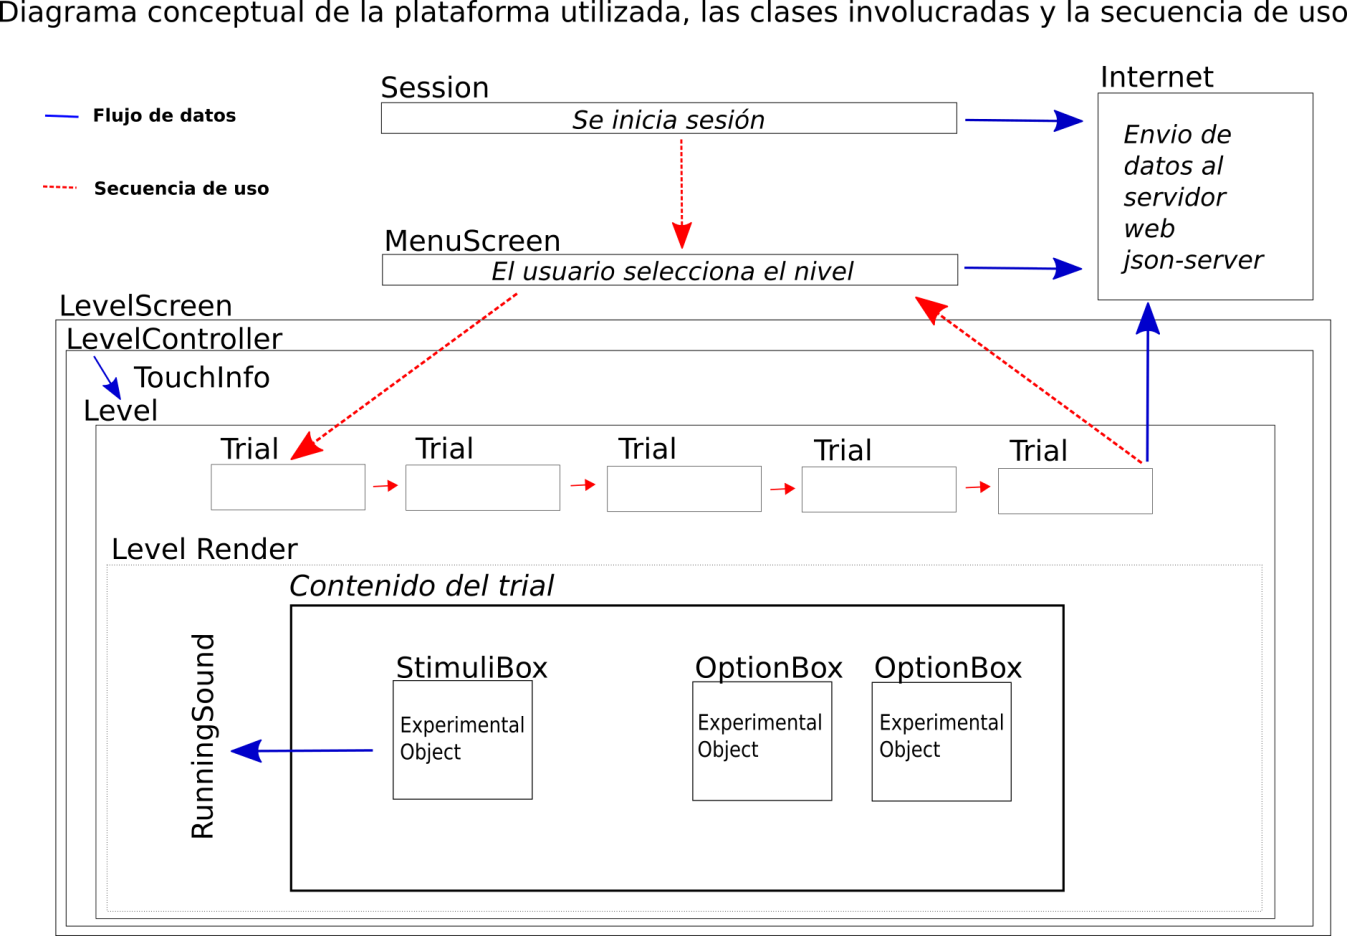 Diagrama conceptual de la plataforma utilizada, las clases involucradas y la secuencia de uso
Session
Internet
Flujo de datos
Se inicia sesión
Envio de
datos al
servidor
web
json-server
Secuencia de uso
MenuScreen
El usuario selecciona el nivel
LevelScreen
LevelController
TouchInfo
Level
Trial
Trial
Trial
Trial
Trial
Level Render
Contenido del trial
RunningSound
StimuliBox
Experimental
Object
OptionBox
Experimental
Object
OptionBox
Experimental
Object